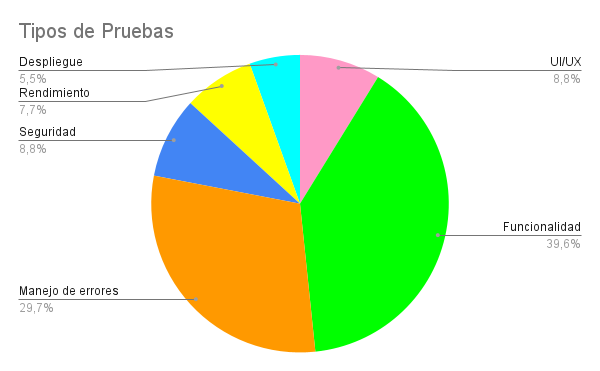 Tipos de Pruebas
Despliegue
5,5%
Rendimiento
7,7%
Seguridad
8,8%
Manejo de errores
29,7%
UI/UX
8,8%
Funcionalidad
39,6%